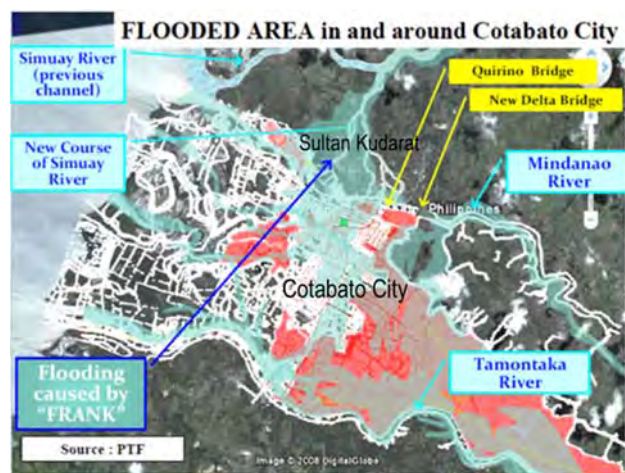 FLOODED AREA in and around Cotabato City
Simuay River
(previous
channel)
Quirino Bridge
New Delta Bridge
New Course
of Simuay
River
Sultan Kudarat
Mindanao
River
Philippines
Cotabato City
Flooding
caused by
"FRANK"
Tamontaka
River
Source : PTF
Image © 2008 DigitalGlobe